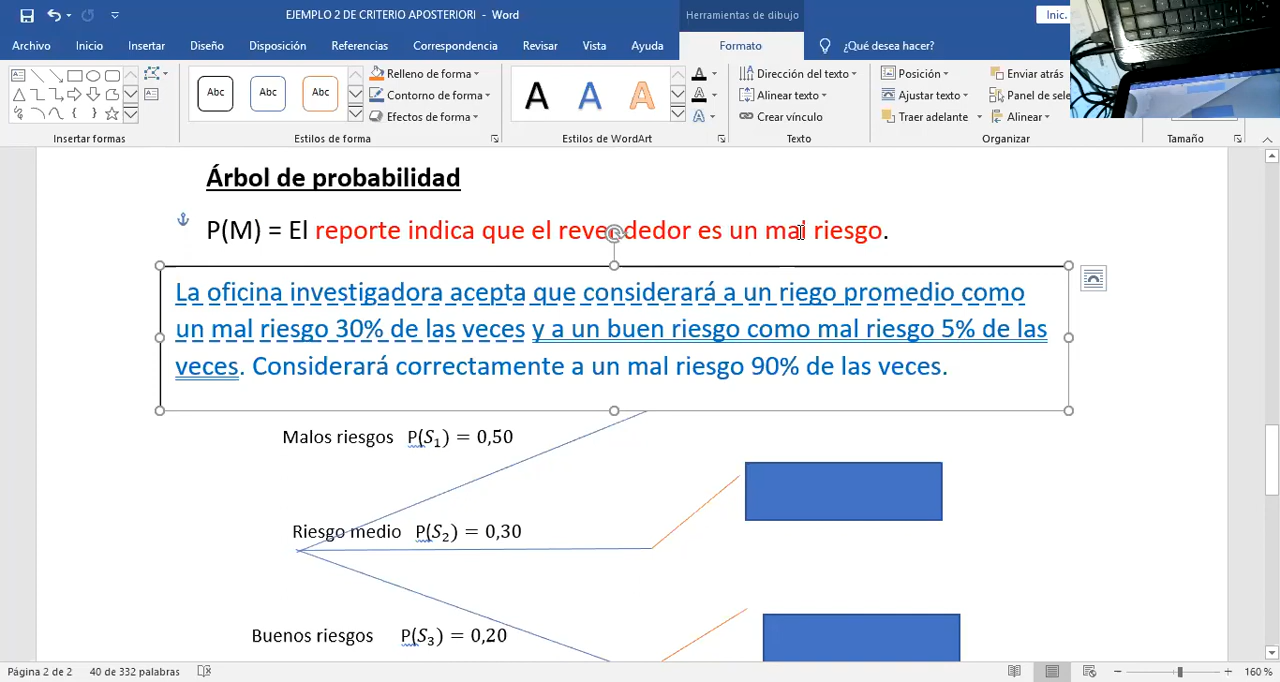 EJEMPLO 2 DE CRITERIO APOSTERIORI - Word
Herramientas de dibujo
Inic.
Archivo Inicio Insertar Diseño Disposición Referencias Correspondencia Revisar Vista Ayuda Formato ¿Qué desea hacer?
Abc Abc Abc
Relleno de forma
Contorno de forma
Efectos de forma
A A A
Dirección del texto
Alinear texto
Crear vínculo
Posición
Ajustar texto
Traer adelante
Enviar atrás
Panel de sele
Alinear
Insertar formas Estilos de forma Estilos de WordArt Texto Organizar Tamaño
Árbol de probabilidad
P(M) = El reporte indica que el revendedor es un mal riesgo.
La oficina investigadora acepta que considerará a un riego promedio como
un mal riesgo 30% de las veces y a un buen riesgo como mal riesgo 5% de las
veces. Considerará correctamente a un mal riesgo 90% de las veces.
Malos riesgos P(S₁) = 0,50
Riesgo medio P(S₂) = 0,30
Buenos riesgos P(S₃) = 0,20
Página 2 de 2 40 de 332 palabras 160 %